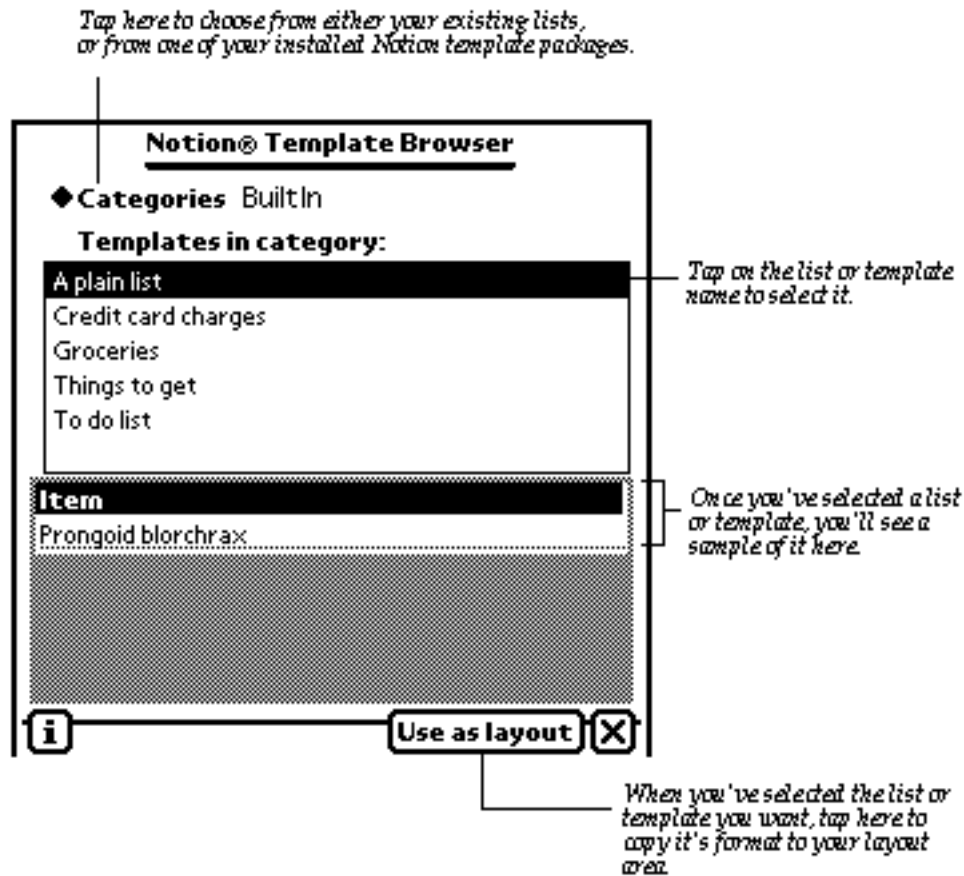 Tap here to choose from either your existing lists,
or from one of your installed Notion template packages.
Notion® Template Browser
◆Categories BuiltIn
Templates in category:
A plain list
Credit card charges
Groceries
Things to get
To do list
Tap on the list or template
name to select it.
Item
Prongoid blorchrax
Once you've selected a list
or template, you'll see a
sample of it here.
i
Use as layout
X
When you've selected the list or
template you want, tap here to
copy it's format to your layout
area.